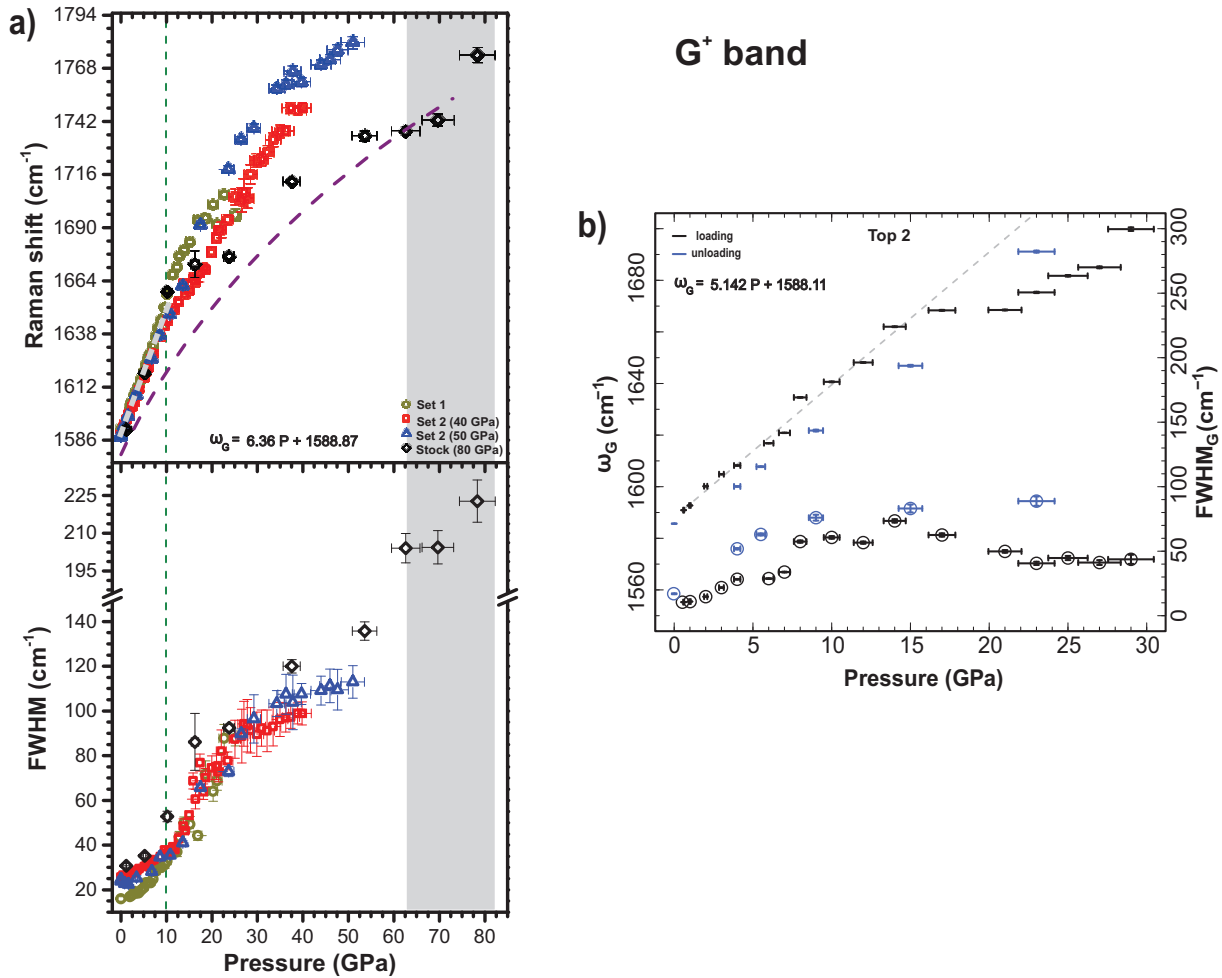 a)
G⁺ band
1794
1768
1742
1716
1690
1664
1638
1612
1586
Raman shift (cm⁻¹)
Set 1
Set 2 (40 GPa)
Set 2 (50 GPa)
Stock (80 GPa)
ω_G = 6.36 P + 1588.87
225
210
195
140
120
100
80
60
40
20
FWHM (cm⁻¹)
0 10 20 30 40 50 60 70 80
Pressure (GPa)
b)
loading
unloading
Top 2
ω_G = 5.142 P + 1588.11
1680
1640
1600
1560
ω_G (cm⁻¹)
300
250
200
150
100
50
0
FWHM_G (cm⁻¹)
0 5 10 15 20 25 30
Pressure (GPa)